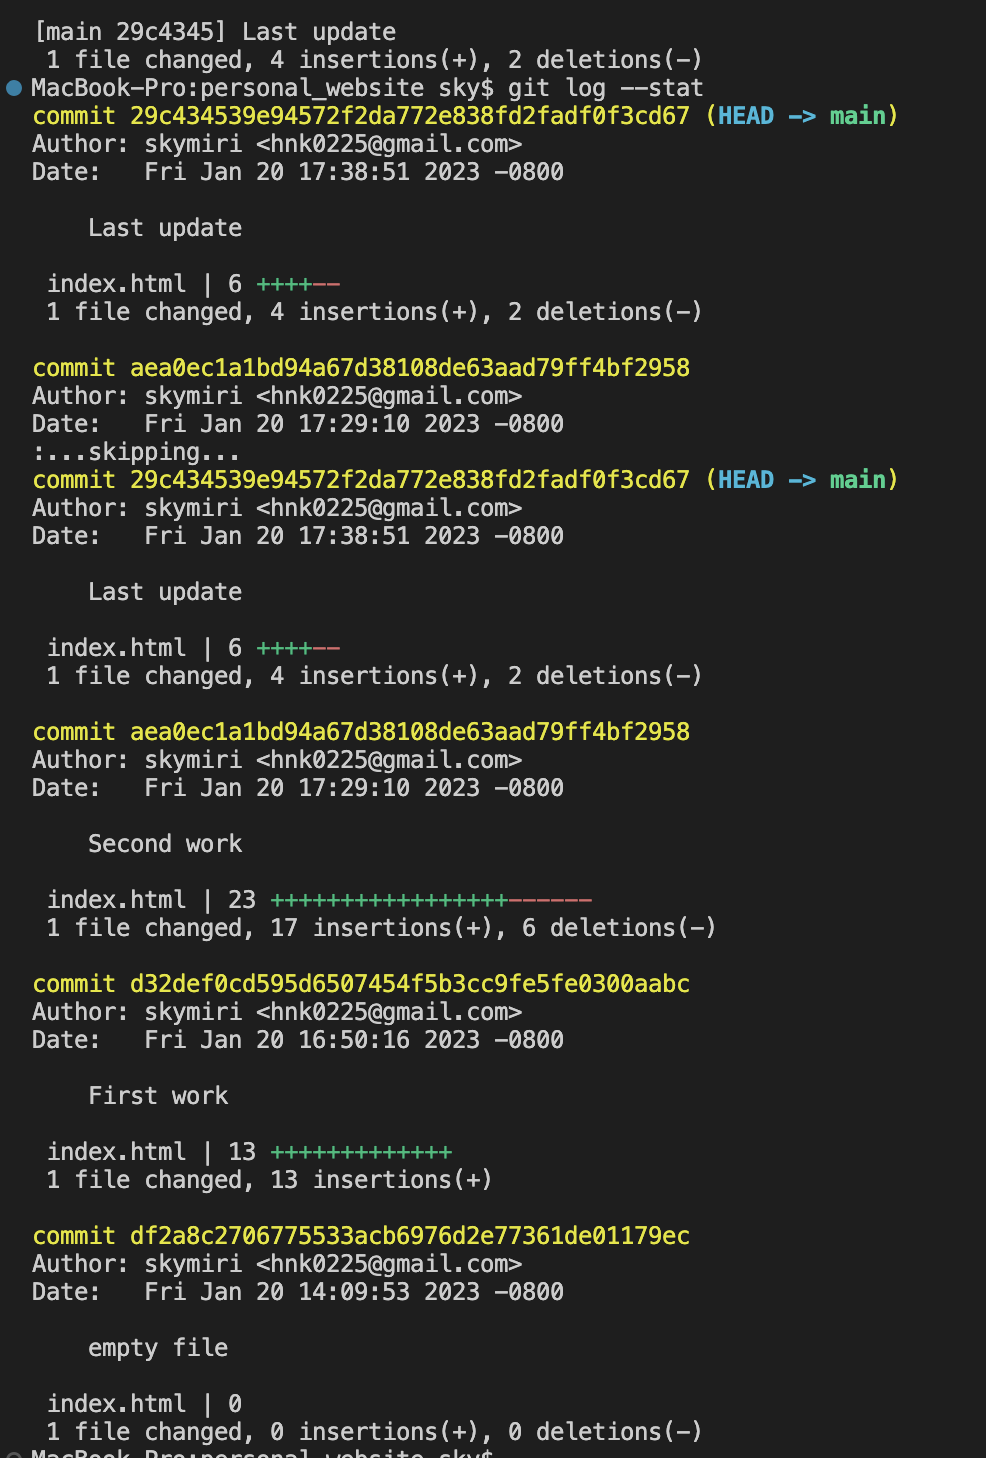 [main 29c4345] Last update
 1 file changed, 4 insertions(+), 2 deletions(-)
MacBook-Pro:personal_website sky$ git log --stat
commit 29c434539e94572f2da772e838fd2fadf0f3cd67 (HEAD -> main)
Author: skymiri <hnk0225@gmail.com>
Date:   Fri Jan 20 17:38:51 2023 -0800

    Last update

 index.html | 6 ++++--
 1 file changed, 4 insertions(+), 2 deletions(-)

commit aea0ec1a1bd94a67d38108de63aad79ff4bf2958
Author: skymiri <hnk0225@gmail.com>
Date:   Fri Jan 20 17:29:10 2023 -0800
:...skipping...
commit 29c434539e94572f2da772e838fd2fadf0f3cd67 (HEAD -> main)
Author: skymiri <hnk0225@gmail.com>
Date:   Fri Jan 20 17:38:51 2023 -0800

    Last update

 index.html | 6 ++++--
 1 file changed, 4 insertions(+), 2 deletions(-)

commit aea0ec1a1bd94a67d38108de63aad79ff4bf2958
Author: skymiri <hnk0225@gmail.com>
Date:   Fri Jan 20 17:29:10 2023 -0800

    Second work

 index.html | 23 +++++++++++++++++------
 1 file changed, 17 insertions(+), 6 deletions(-)

commit d32def0cd595d6507454f5b3cc9fe5fe0300aabc
Author: skymiri <hnk0225@gmail.com>
Date:   Fri Jan 20 16:50:16 2023 -0800

    First work

 index.html | 13 +++++++++++++
 1 file changed, 13 insertions(+)

commit df2a8c2706775533acb6976d2e77361de01179ec
Author: skymiri <hnk0225@gmail.com>
Date:   Fri Jan 20 14:09:53 2023 -0800

    empty file

 index.html | 0
 1 file changed, 0 insertions(+), 0 deletions(-)
MacBook-Pro:personal_website sky$